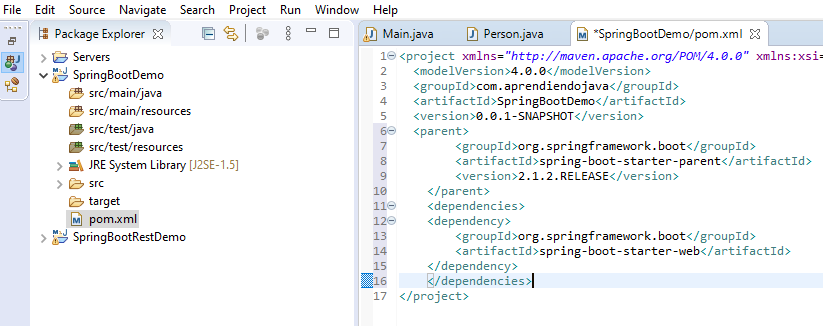 File Edit Source Navigate Search Project Run Window Help
Package Explorer
Servers
SpringBootDemo
src/main/java
src/main/resources
src/test/java
src/test/resources
JRE System Library [J2SE-1.5]
src
target
pom.xml
SpringBootRestDemo
Main.java Person.java *SpringBootDemo/pom.xml
1 <project xmlns="http://maven.apache.org/POM/4.0.0" xmlns:xsi=
2 <modelVersion>4.0.0</modelVersion>
3 <groupId>com.aprendiendojava</groupId>
4 <artifactId>SpringBootDemo</artifactId>
5 <version>0.0.1-SNAPSHOT</version>
6 <parent>
7 <groupId>org.springframework.boot</groupId>
8 <artifactId>spring-boot-starter-parent</artifactId>
9 <version>2.1.2.RELEASE</version>
10 </parent>
11 <dependencies>
12 <dependency>
13 <groupId>org.springframework.boot</groupId>
14 <artifactId>spring-boot-starter-web</artifactId>
15 </dependency>
16 </dependencies>
17 </project>